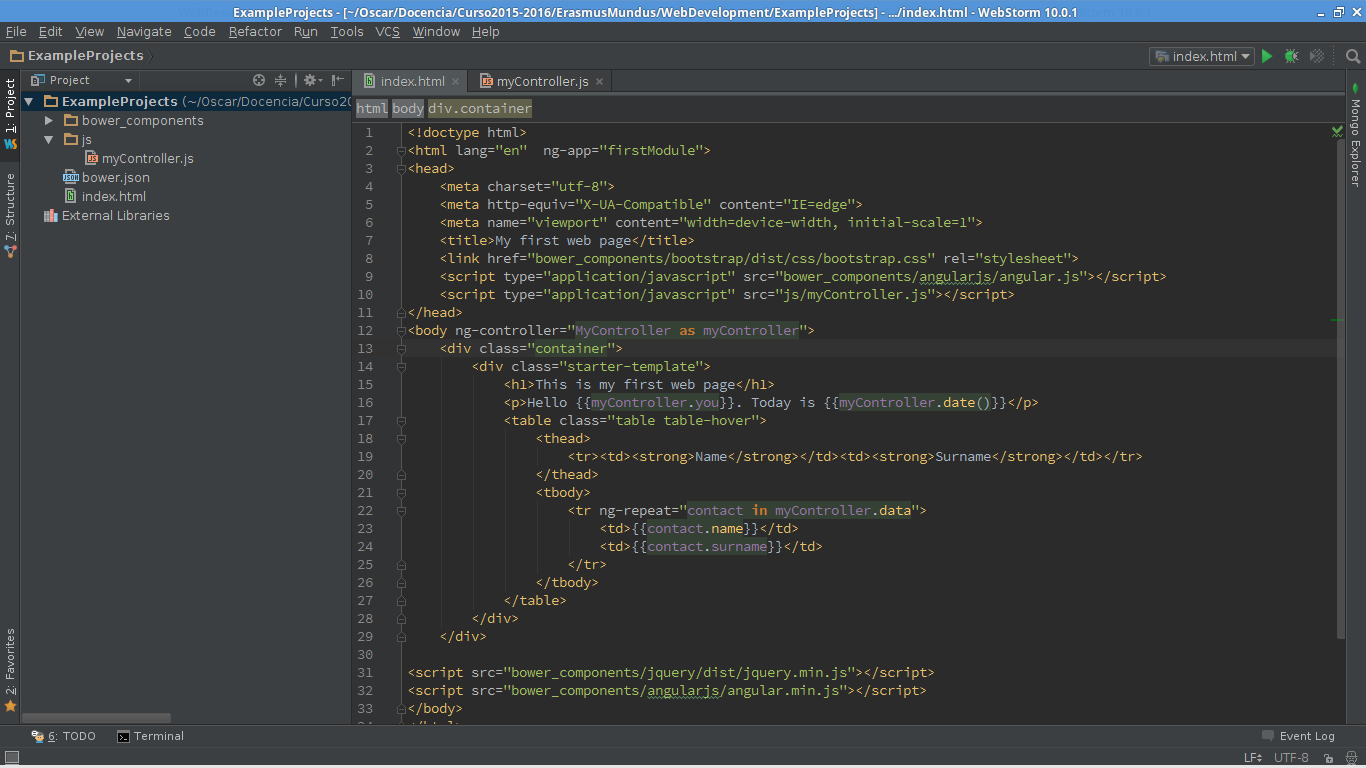 ExampleProjects - [~/Oscar/Docencia/Curso2015-2016/ErasmusMundus/WebDevelopment/ExampleProjects] - .../index.html - WebStorm 10.0.1
File Edit View Navigate Code Refactor Run Tools VCS Window Help
ExampleProjects
index.html
1: Project
Project
index.html
myController.js
ExampleProjects (~/Oscar/Docencia/Curso20
bower_components
js
myController.js
bower.json
index.html
External Libraries
7: Structure
2: Favorites
Mongo Explorer
html body div.container
1 <!doctype html>
2 <html lang="en"  ng-app="firstModule">
3 <head>
4     <meta charset="utf-8">
5     <meta http-equiv="X-UA-Compatible" content="IE=edge">
6     <meta name="viewport" content="width=device-width, initial-scale=1">
7     <title>My first web page</title>
8     <link href="bower_components/bootstrap/dist/css/bootstrap.css" rel="stylesheet">
9     <script type="application/javascript" src="bower_components/angularjs/angular.js"></script>
10     <script type="application/javascript" src="js/myController.js"></script>
11 </head>
12 <body ng-controller="MyController as myController">
13     <div class="container">
14         <div class="starter-template">
15             <h1>This is my first web page</h1>
16             <p>Hello {{myController.you}}. Today is {{myController.date()}}</p>
17             <table class="table table-hover">
18                 <thead>
19                     <tr><td><strong>Name</strong></td><td><strong>Surname</strong></td></tr>
20                 </thead>
21                 <tbody>
22                     <tr ng-repeat="contact in myController.data">
23                         <td>{{contact.name}}</td>
24                         <td>{{contact.surname}}</td>
25                     </tr>
26                 </tbody>
27             </table>
28         </div>
29     </div>
30
31 <script src="bower_components/jquery/dist/jquery.min.js"></script>
32 <script src="bower_components/angularjs/angular.min.js"></script>
33 </body>
6: TODO
Terminal
Event Log
LF
UTF-8